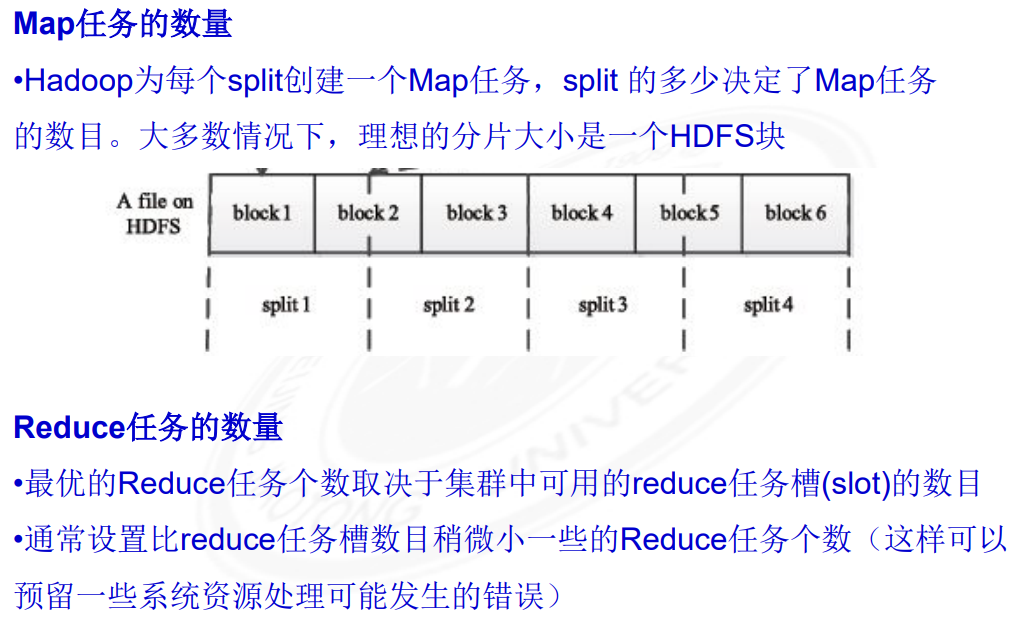 Map任务的数量
•Hadoop为每个split创建一个Map任务，split 的多少决定了Map任务
的数目。大多数情况下，理想的分片大小是一个HDFS块
A file on
HDFS
block 1 block 2 block 3 block 4 block 5 block 6
split 1 split 2 split 3 split 4
Reduce任务的数量
•最优的Reduce任务个数取决于集群中可用的reduce任务槽(slot)的数目
•通常设置比reduce任务槽数目稍微小一些的Reduce任务个数（这样可以
预留一些系统资源处理可能发生的错误）